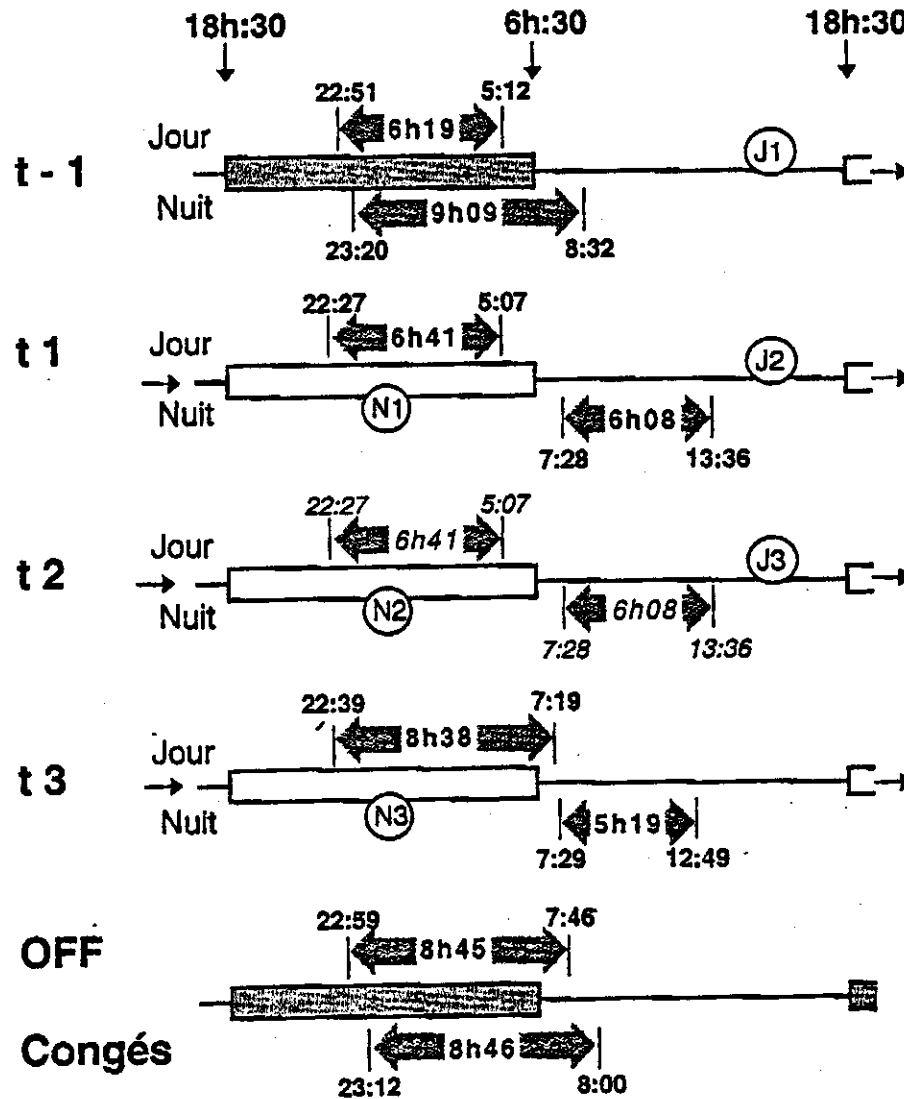 18h:30 6h:30 18h:30
22:51 5:12
6h19
t - 1 Jour J1
Nuit
9h09
23:20 8:32
22:27 5:07
6h41
t 1 Jour J2
Nuit N1
6h08
7:28 13:36
22:27 5:07
6h41
t 2 Jour J3
Nuit N2
6h08
7:28 13:36
22:39 7:19
8h38
t 3 Jour
Nuit N3
5h19
7:29 12:49
22:59 7:46
OFF 8h45
Congés 8h46
23:12 8:00